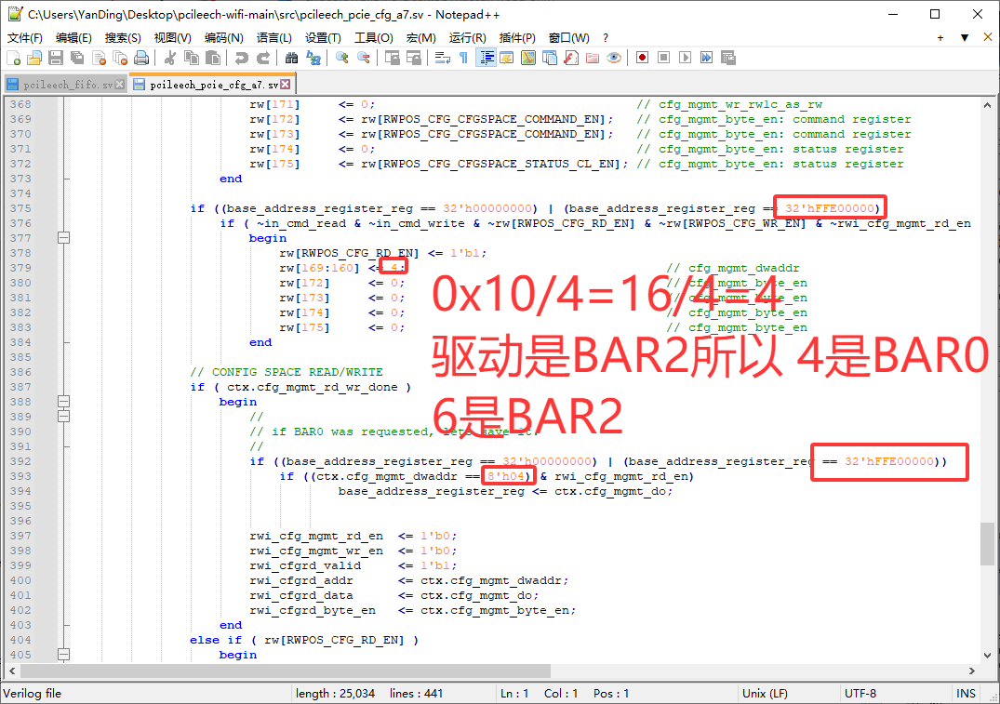 C:\Users\YanDing\Desktop\pcileech-wifi-main\src\pcileech_pcie_cfg_a7.sv - Notepad++
文件(F) 编辑(E) 搜索(S) 视图(V) 编码(N) 语言(L) 设置(T) 工具(O) 宏(M) 运行(R) 插件(P) 窗口(W) ? + ▼ X
pcileech_fifo.sv pcileech_pcie_cfg_a7.sv
368 rw[171] <= 0; // cfg_mgmt_wr_rw1c_as_rw
369 rw[172] <= rw[RWPOS_CFG_CFGSPACE_COMMAND_EN]; // cfg_mgmt_byte_en: command register
370 rw[173] <= rw[RWPOS_CFG_CFGSPACE_COMMAND_EN]; // cfg_mgmt_byte_en: command register
371 rw[174] <= 0; // cfg_mgmt_byte_en: status register
372 rw[175] <= rw[RWPOS_CFG_CFGSPACE_STATUS_CL_EN]; // cfg_mgmt_byte_en: status register
373 end
374
375 if ((base_address_register_reg == 32'h00000000) | (base_address_register_reg == 32'hFFE00000)
376 if ( ~in_cmd_read & ~in_cmd_write & ~rw[RWPOS_CFG_RD_EN] & ~rw[RWPOS_CFG_WR_EN] & ~rwi_cfg_mgmt_rd_en
377 begin
378 rw[RWPOS_CFG_RD_EN] <= 1'b1;
379 rw[169:160] <= 4; // cfg_mgmt_dwaddr
380 rw[172] <= 0; // cfg_mgmt_byte_en
381 rw[173] <= 0; // cfg_mgmt_byte_en
382 rw[174] <= 0; // cfg_mgmt_byte_en
383 rw[175] <= 0; // cfg_mgmt_byte_en
384 end
0x10/4=16/4=4
驱动是BAR2所以 4是BAR0
6是BAR2
385
386 // CONFIG SPACE READ/WRITE
387 if ( ctx.cfg_mgmt_rd_wr_done )
388 begin
389 //
390 // if BAR0 was requested, lets save it.
391 //
392 if ((base_address_register_reg == 32'h00000000) | (base_address_register_reg == 32'hFFE00000))
393 if ((ctx.cfg_mgmt_dwaddr == 8'h04) & rwi_cfg_mgmt_rd_en)
394 base_address_register_reg <= ctx.cfg_mgmt_do;
395
396
397 rwi_cfg_mgmt_rd_en <= 1'b0;
398 rwi_cfg_mgmt_wr_en <= 1'b0;
399 rwi_cfgrd_valid <= 1'b1;
400 rwi_cfgrd_addr <= ctx.cfg_mgmt_dwaddr;
401 rwi_cfgrd_data <= ctx.cfg_mgmt_do;
402 rwi_cfgrd_byte_en <= ctx.cfg_mgmt_byte_en;
403 end
404 else if ( rw[RWPOS_CFG_RD_EN] )
405 begin
Verilog file length : 25,034 lines : 441 Ln : 1 Col : 1 Pos : 1 Unix (LF) UTF-8 INS